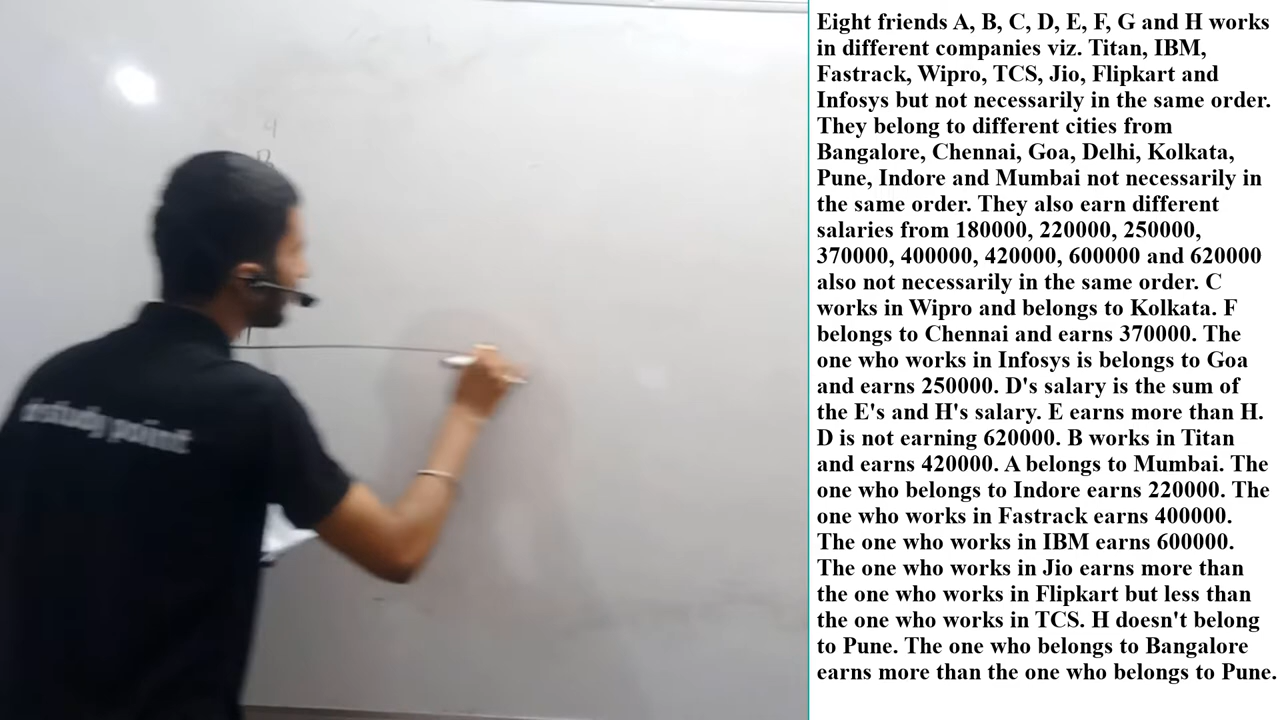 Eight friends A, B, C, D, E, F, G and H works
in different companies viz. Titan, IBM,
Fastrack, Wipro, TCS, Jio, Flipkart and
Infosys but not necessarily in the same order.
They belong to different cities from
Bangalore, Chennai, Goa, Delhi, Kolkata,
Pune, Indore and Mumbai not necessarily in
the same order. They also earn different
salaries from 180000, 220000, 250000,
370000, 400000, 420000, 600000 and 620000
also not necessarily in the same order. C
works in Wipro and belongs to Kolkata. F
belongs to Chennai and earns 370000. The
one who works in Infosys is belongs to Goa
and earns 250000. D's salary is the sum of
the E's and H's salary. E earns more than H.
D is not earning 620000. B works in Titan
and earns 420000. A belongs to Mumbai. The
one who belongs to Indore earns 220000. The
one who works in Fastrack earns 400000.
The one who works in IBM earns 600000.
The one who works in Jio earns more than
the one who works in Flipkart but less than
the one who works in TCS. H doesn't belong
to Pune. The one who belongs to Bangalore
earns more than the one who belongs to Pune.
study point